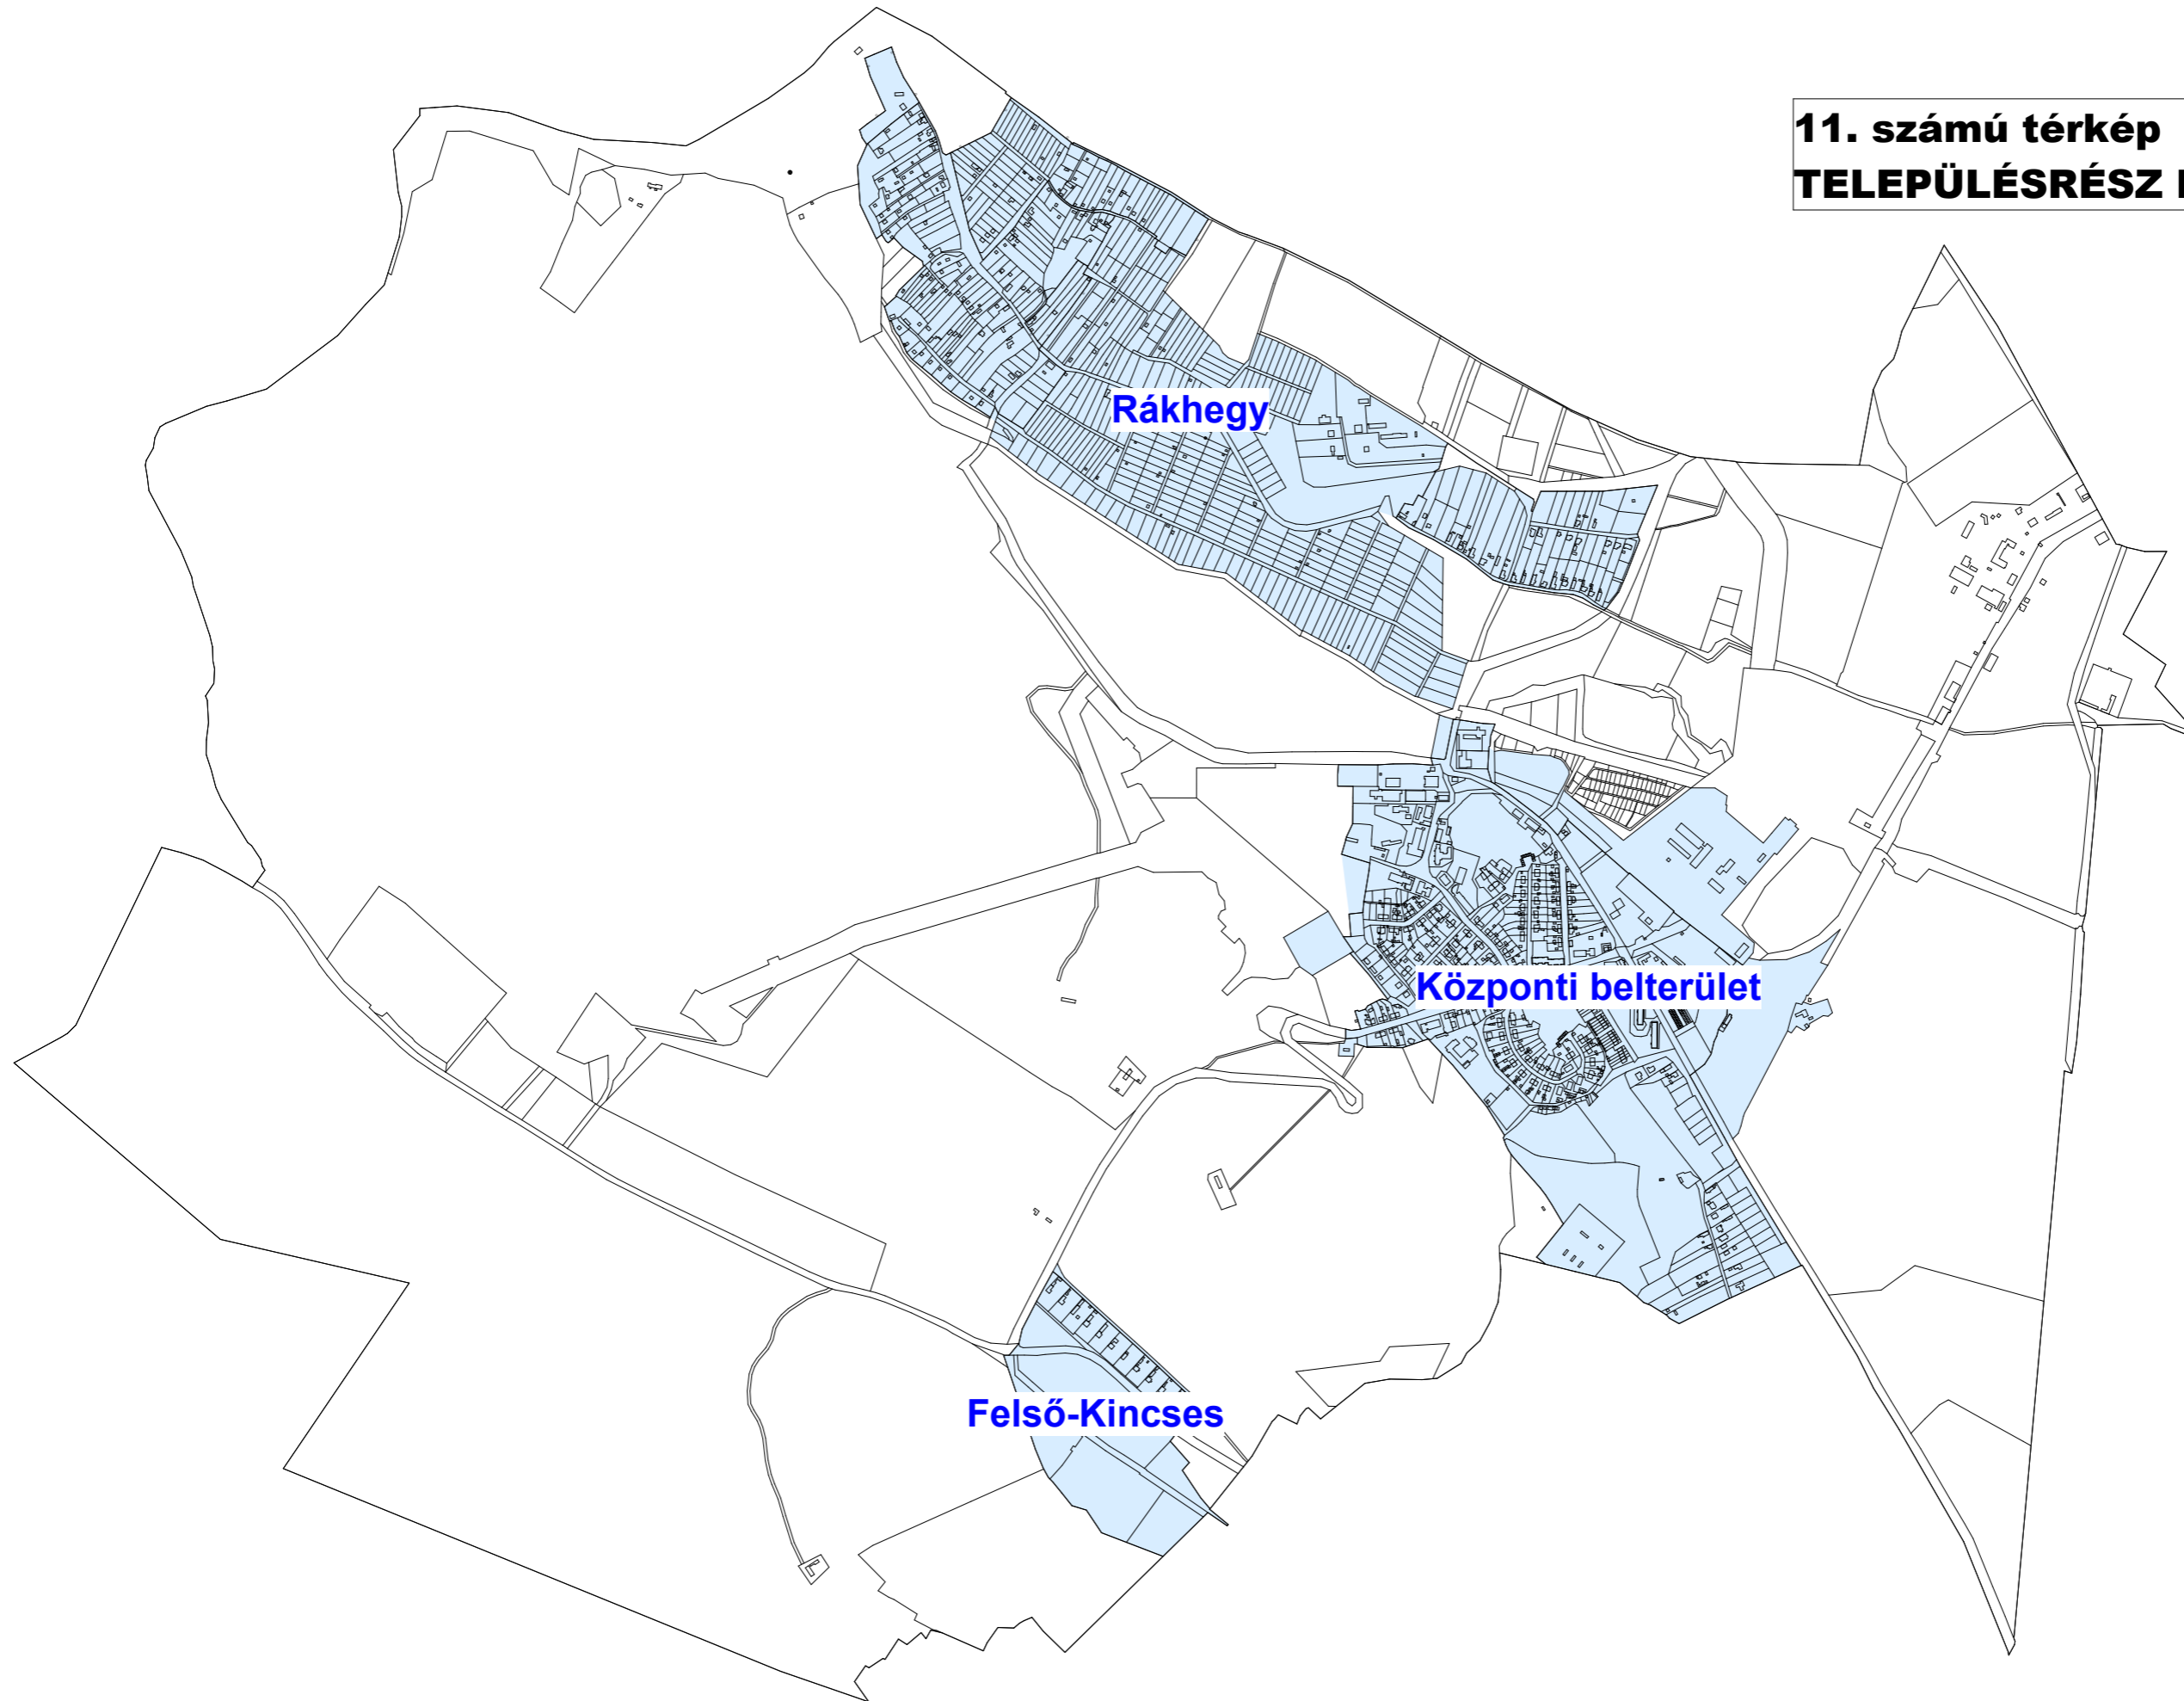 11. számú térkép
TELEPÜLÉSRÉSZ
Rákhegy
Központi belterület
Felső-Kincses